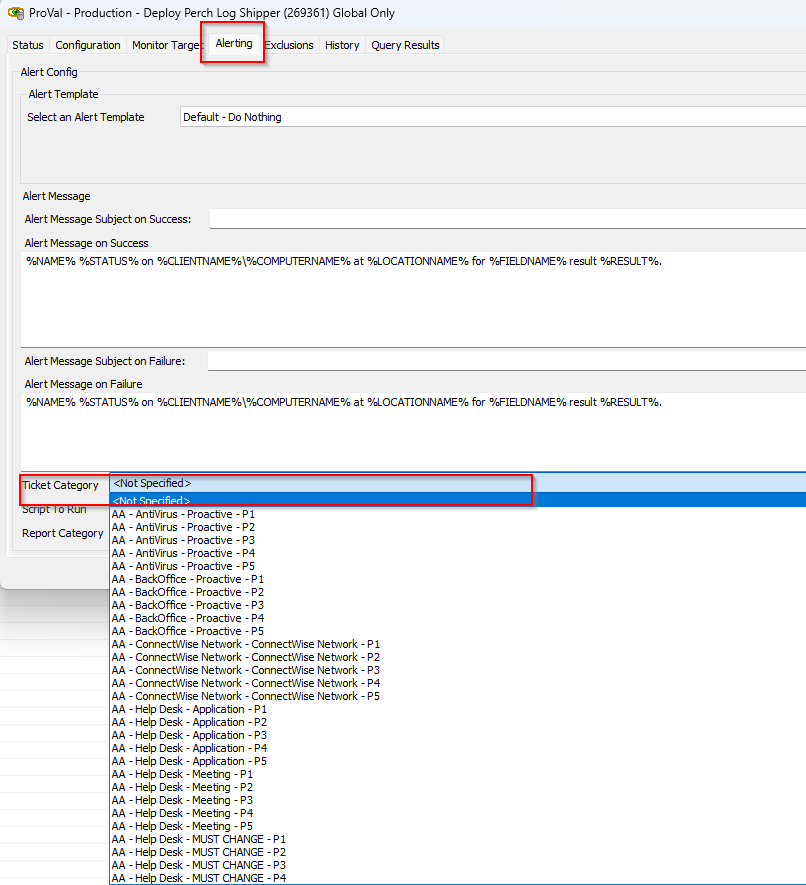 ProVal - Production - Deploy Perch Log Shipper (269361) Global Only
Status Configuration Monitor Target Alerting Exclusions History Query Results
Alert Config
Alert Template
Select an Alert Template Default - Do Nothing
Alert Message
Alert Message Subject on Success:
Alert Message on Success
%NAME% %STATUS% on %CLIENTNAME%\%COMPUTERNAME% at %LOCATIONNAME% for %FIELDNAME% result %RESULT%.
Alert Message Subject on Failure:
Alert Message on Failure
%NAME% %STATUS% on %CLIENTNAME%\%COMPUTERNAME% at %LOCATIONNAME% for %FIELDNAME% result %RESULT%.
Ticket Category <Not Specified>
<Not Specified>
Script To Run
AA - AntiVirus - Proactive - P1
AA - AntiVirus - Proactive - P2
Report Category
AA - AntiVirus - Proactive - P3
AA - AntiVirus - Proactive - P4
AA - AntiVirus - Proactive - P5
AA - BackOffice - Proactive - P1
AA - BackOffice - Proactive - P2
AA - BackOffice - Proactive - P3
AA - BackOffice - Proactive - P4
AA - BackOffice - Proactive - P5
AA - ConnectWise Network - ConnectWise Network - P1
AA - ConnectWise Network - ConnectWise Network - P2
AA - ConnectWise Network - ConnectWise Network - P3
AA - ConnectWise Network - ConnectWise Network - P4
AA - ConnectWise Network - ConnectWise Network - P5
AA - Help Desk - Application - P1
AA - Help Desk - Application - P2
AA - Help Desk - Application - P3
AA - Help Desk - Application - P4
AA - Help Desk - Application - P5
AA - Help Desk - Meeting - P1
AA - Help Desk - Meeting - P2
AA - Help Desk - Meeting - P3
AA - Help Desk - Meeting - P4
AA - Help Desk - Meeting - P5
AA - Help Desk - MUST CHANGE - P1
AA - Help Desk - MUST CHANGE - P2
AA - Help Desk - MUST CHANGE - P3
AA - Help Desk - MUST CHANGE - P4